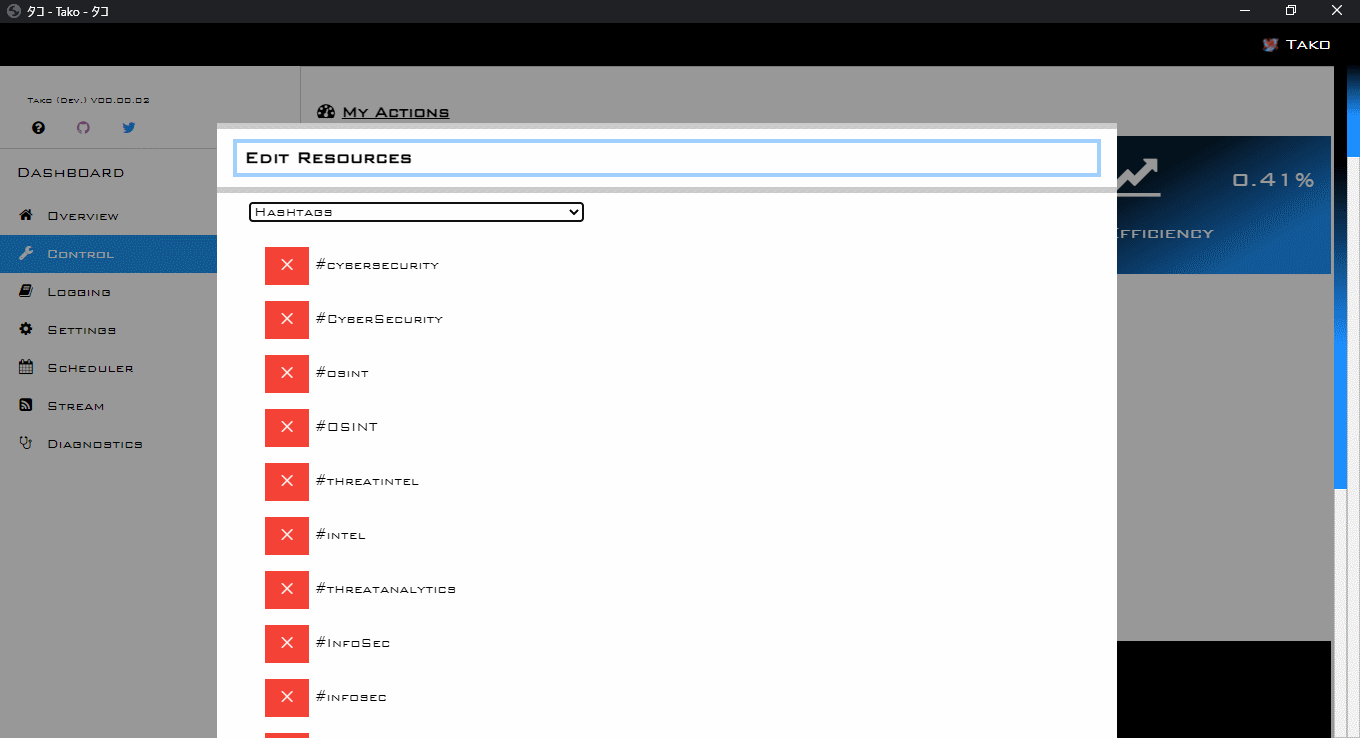 タコ - Tako - タコ
Tako
Tako (Dev.) V00.00.02
My Actions
Dashboard
Overview
Control
Logging
Settings
Scheduler
Stream
Diagnostics
Edit Resources
Hashtags
#cybersecurity
#CyberSecurity
#osint
#OSINT
#threatintel
#intel
#threatanalytics
#InfoSec
#infosec
0.41%
Efficiency